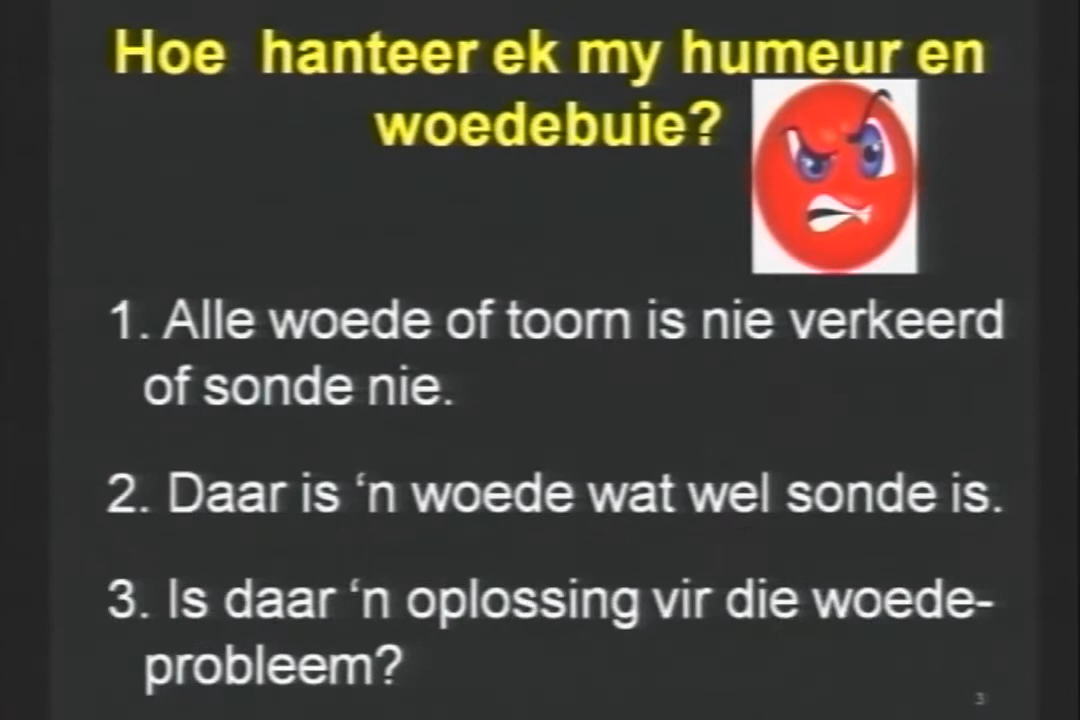 Hoe hanteer ek my humeur en
woedebuie?
1. Alle woede of toorn is nie verkeerd
of sonde nie.
2. Daar is ‘n woede wat wel sonde is.
3. Is daar ‘n oplossing vir die woede-
probleem?
3